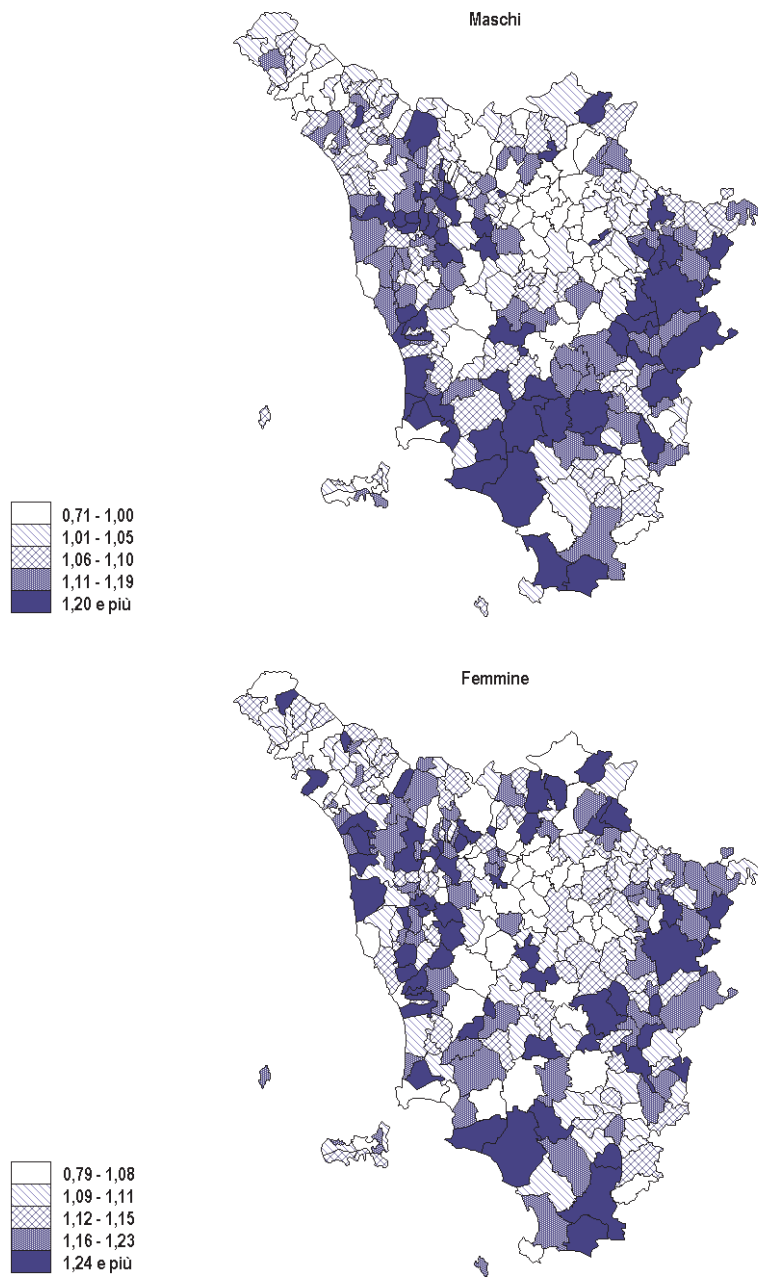 Maschi
0,71 - 1,00
1,01 - 1,05
1,06 - 1,10
1,11 - 1,19
1,20 e più
Femmine
0,79 - 1,08
1,09 - 1,11
1,12 - 1,15
1,16 - 1,23
1,24 e più